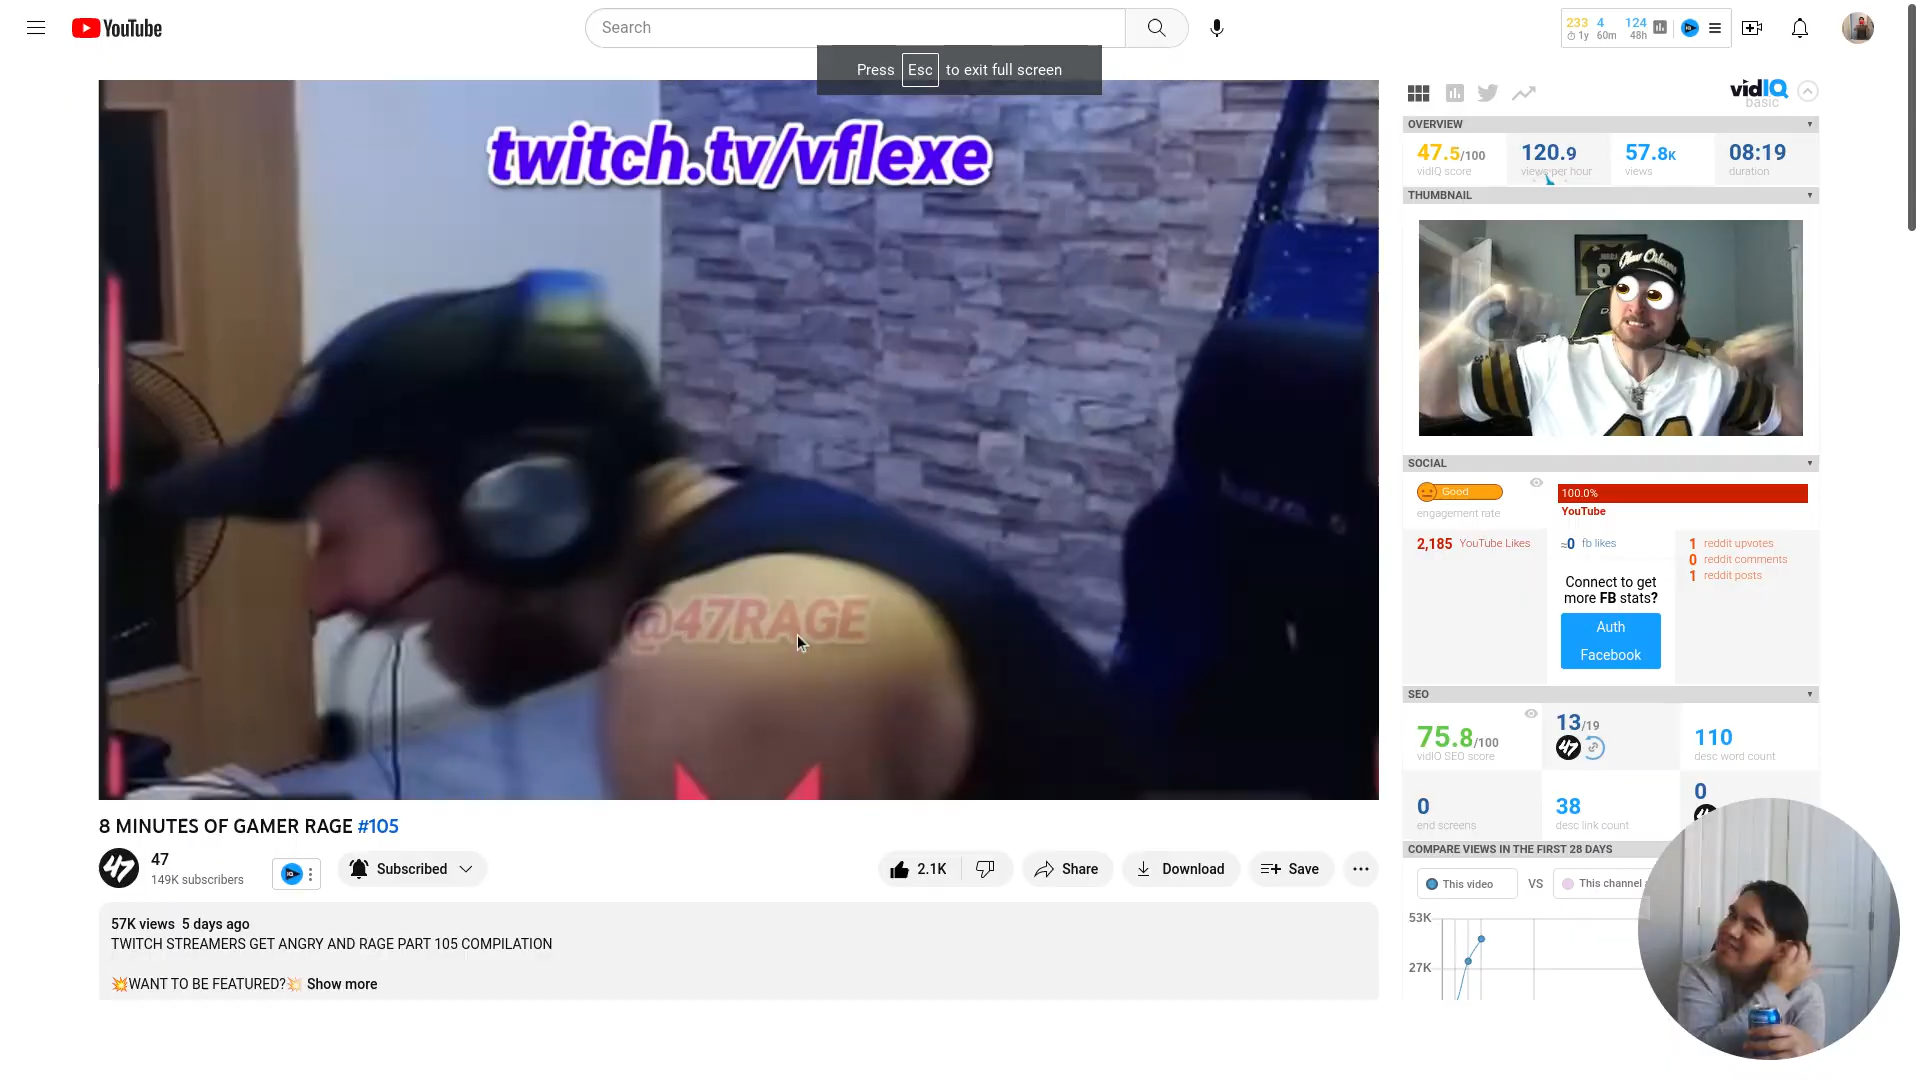 YouTube
Search
Press Esc to exit full screen
233 4 124
1y 60m 48h
twitch.tv/vflexe
@47RAGE
8 MINUTES OF GAMER RAGE #105
47
149K subscribers
Subscribed
2.1K
Share
Download
Save
57K views 5 days ago
TWITCH STREAMERS GET ANGRY AND RAGE PART 105 COMPILATION
💥WANT TO BE FEATURED?💥 Show more
vidIQ
basic
OVERVIEW
47.5/100 120.9 57.8K 08:19
vidIQ score views per hour views duration
THUMBNAIL
New Orleans
SOCIAL
Good
engagement rate
100.0%
YouTube
2,185 YouTube Likes
≈0 fb likes
Connect to get
more FB stats?
Auth
Facebook
1 reddit upvotes
0 reddit comments
1 reddit posts
SEO
75.8/100
vidIQ SEO score
13/19
47
110
desc word count
0
end screens
38
desc link count
0
COMPARE VIEWS IN THE FIRST 28 DAYS
This video VS This channel
53K
27K